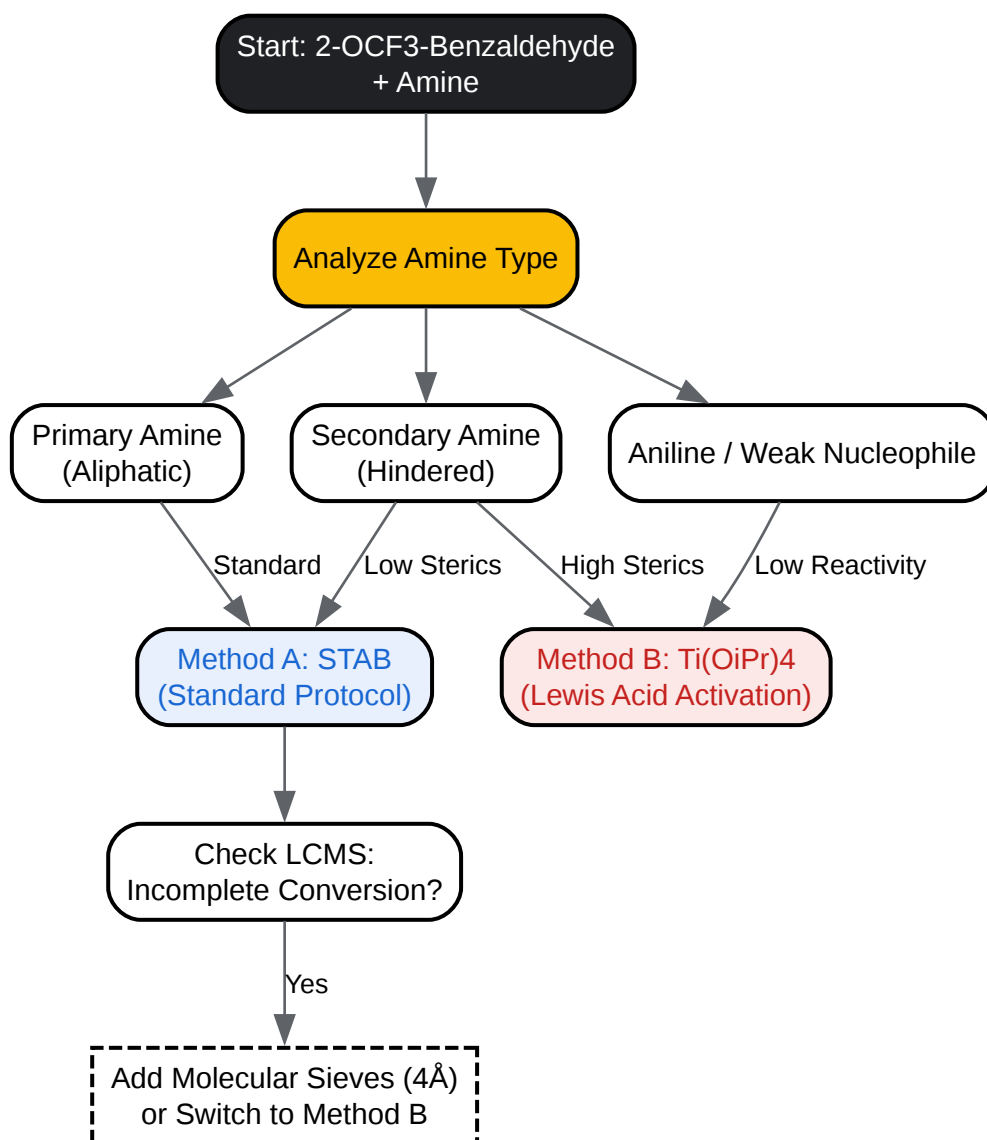 Start: 2-OCF3-Benzaldehyde
+ Amine
Analyze Amine Type
Primary Amine
(Aliphatic)
Secondary Amine
(Hindered)
Aniline / Weak Nucleophile
Standard
Low Sterics
High Sterics
Low Reactivity
Method A: STAB
(Standard Protocol)
Method B: Ti(OiPr)4
(Lewis Acid Activation)
Check LCMS:
Incomplete Conversion?
Yes
Add Molecular Sieves (4Å)
or Switch to Method B